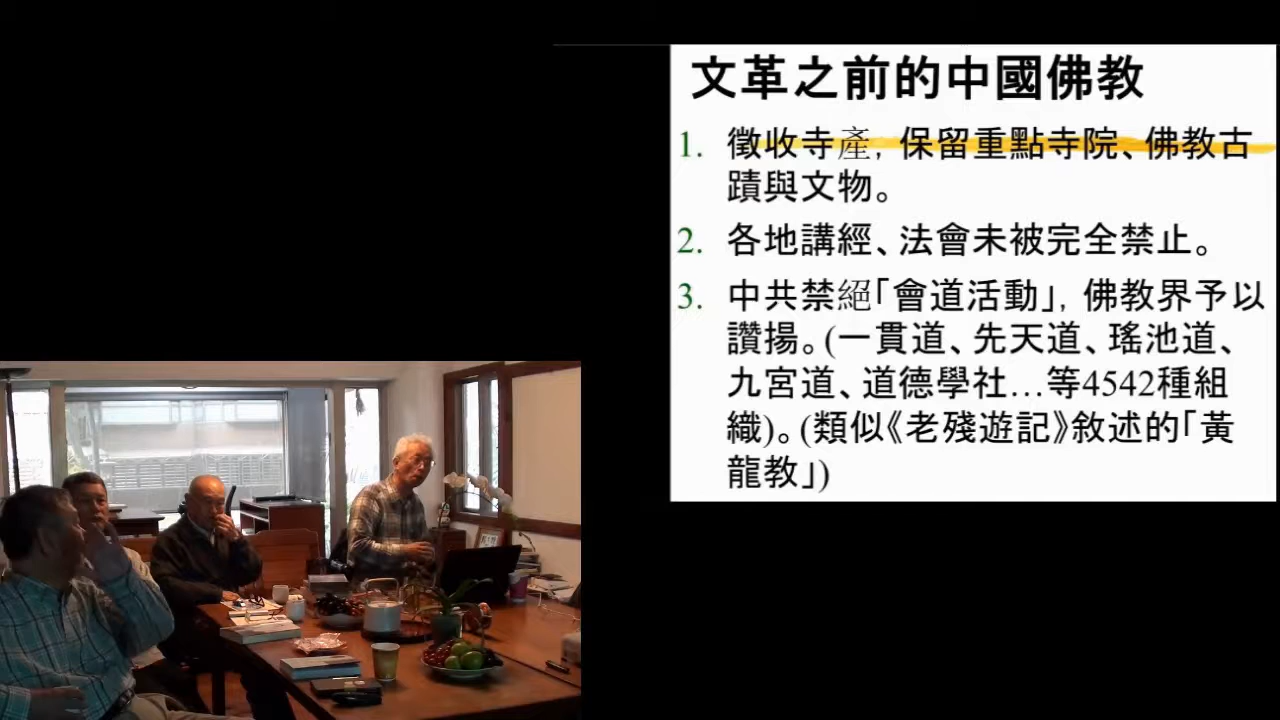 文革之前的中國佛教
1. 徵收寺產，保留重點寺院、佛教古
蹟與文物。
2. 各地講經、法會未被完全禁止。
3. 中共禁絕「會道活動」，佛教界予以
讚揚。(一貫道、先天道、瑤池道、
九宮道、道德學社…等4542種組
織)。(類似《老殘遊記》敘述的「黃
龍教」)